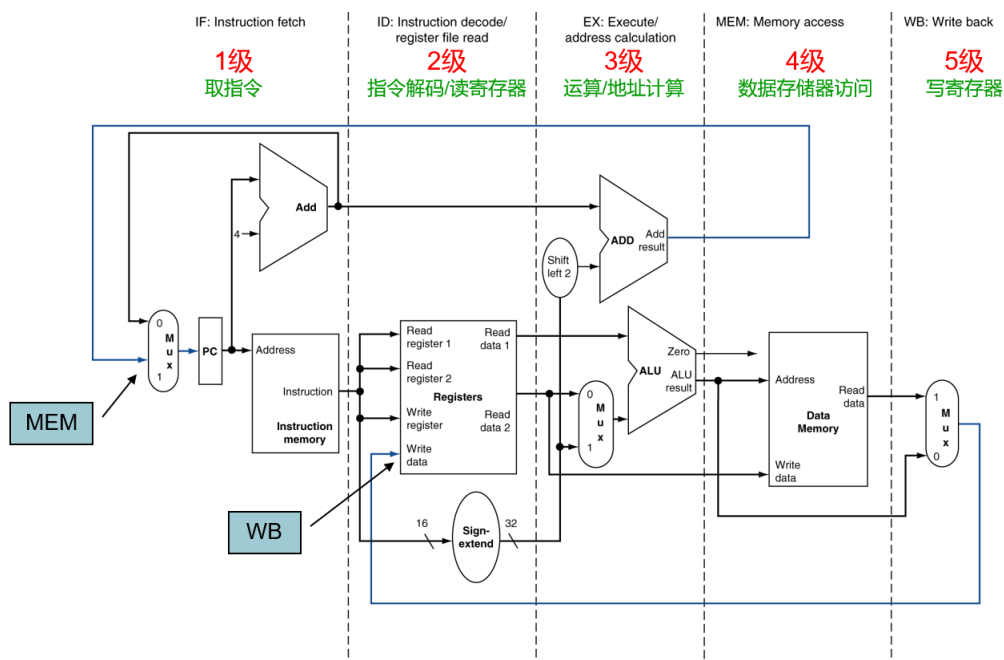 IF: Instruction fetch
1级
取指令
ID: Instruction decode/
register file read
2级
指令解码/读寄存器
EX: Execute/
address calculation
3级
运算/地址计算
MEM: Memory access
4级
数据存储器访问
WB: Write back
5级
写寄存器
Add
4
ADD
Add
result
Shift
left 2
0
M
u
x
1
PC
Address
Instruction
Instruction
memory
Read
register 1
Read
register 2
Write
register
Write
data
Registers
Read
data 1
Read
data 2
0
M
u
x
1
ALU
Zero
ALU
result
Address
Read
data
Data
Memory
Write
data
1
M
u
x
0
MEM
WB
16
Sign-
extend
32